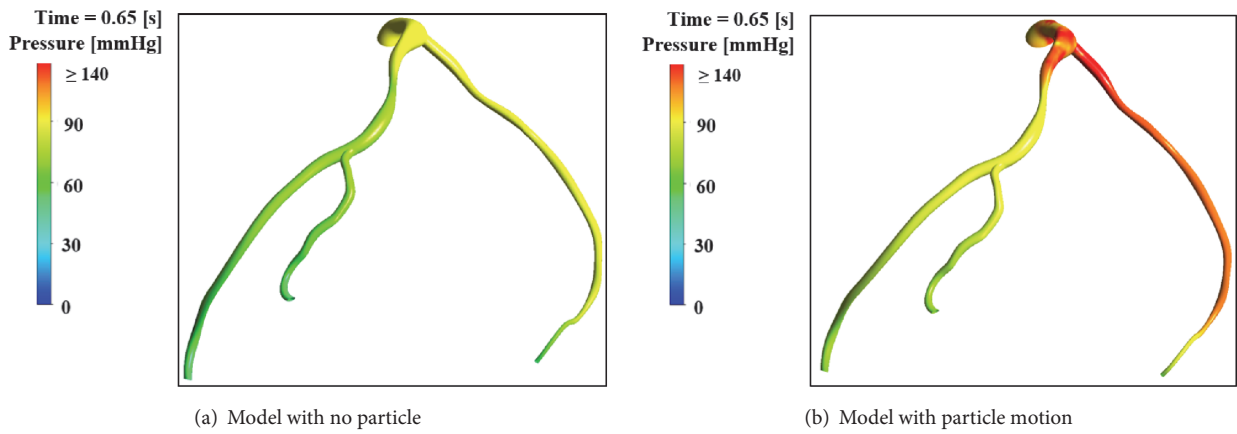 Time = 0.65 [s]
Pressure [mmHg]
≥ 140
90
60
30
0
(a) Model with no particle
Time = 0.65 [s]
Pressure [mmHg]
≥ 140
90
60
30
0
(b) Model with particle motion